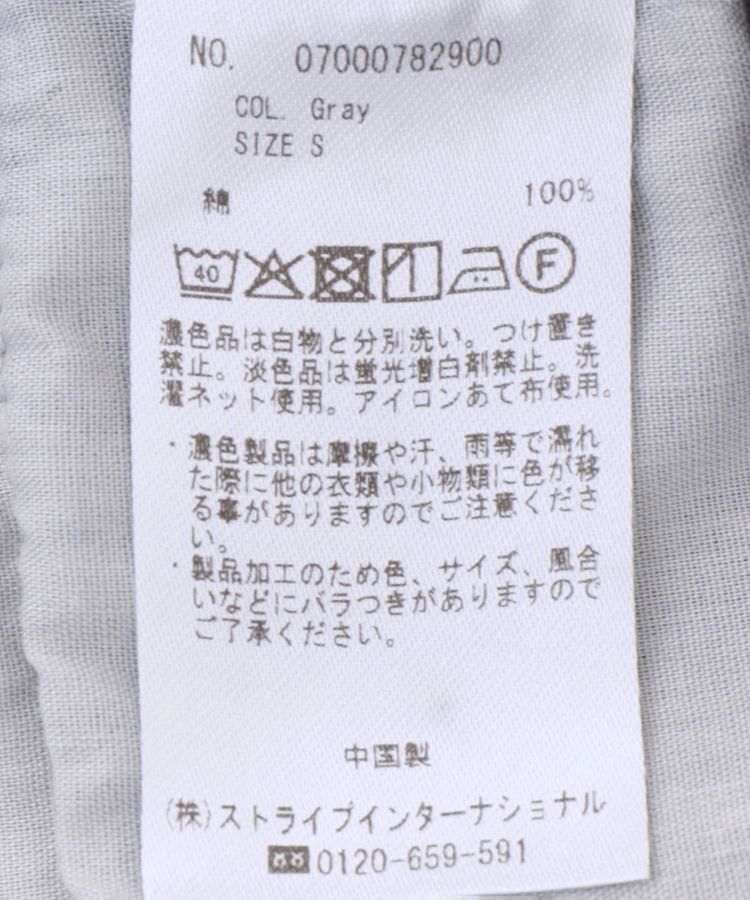 NO. 07000782900
COL. Gray
SIZE S
綿 100%
40 F
濃色品は白物と分別洗い。つけ置き
禁止。淡色品は蛍光増白剤禁止。洗
濯ネット使用。アイロンあて布使用。
・濃色製品は摩擦や汗、雨等で濡れ
た際に他の衣類や小物類に色が移
る事がありますのでご注意くださ
い。
・製品加工のため色、サイズ、風合
いなどにバラつきがありますので
ご了承ください。
中国製
(株)ストライプインターナショナル
0120-659-591